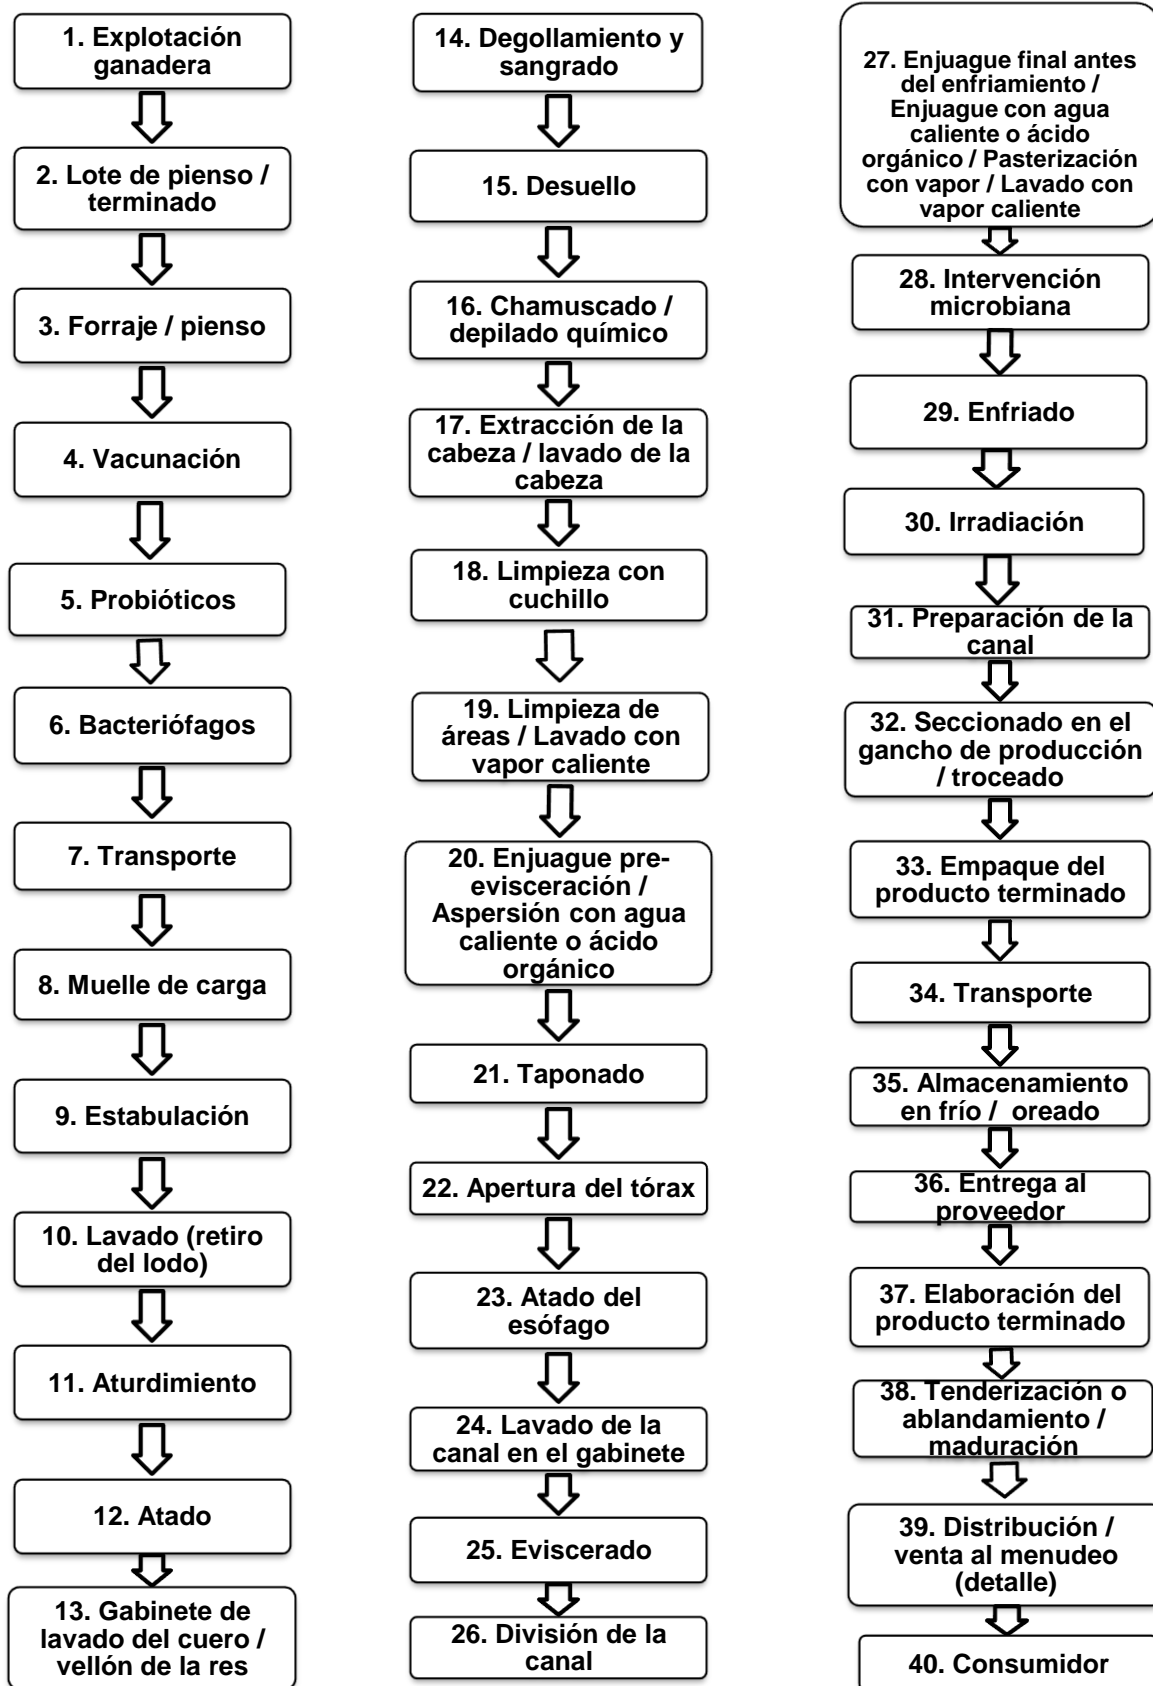 1. Explotación
ganadera
2. Lote de pienso /
terminado
3. Forraje / pienso
4. Vacunación
5. Probióticos
6. Bacteriófagos
7. Transporte
8. Muelle de carga
9. Estabulación
10. Lavado (retiro
del lodo)
11. Aturdimiento
12. Atado
13. Gabinete de
lavado del cuero /
vellón de la res
14. Degollamiento y
sangrado
15. Desuello
16. Chamuscado /
depilado químico
17. Extracción de la
cabeza / lavado de la
cabeza
18. Limpieza con
cuchillo
19. Limpieza de
áreas / Lavado con
vapor caliente
20. Enjuague pre-
evisceración /
Aspersión con agua
caliente o ácido
orgánico
21. Taponado
22. Apertura del tórax
23. Atado del
esófago
24. Lavado de la
canal en el gabinete
25. Eviscerado
26. División de la
canal
27. Enjuague final antes
del enfriamiento /
Enjuague con agua
caliente o ácido
orgánico / Pasterización
con vapor / Lavado con
vapor caliente
28. Intervención
microbiana
29. Enfriado
30. Irradiación
31. Preparación de la
canal
32. Seccionado en el
gancho de producción
/ troceado
33. Empaque del
producto terminado
34. Transporte
35. Almacenamiento
en frío / oreado
36. Entrega al
proveedor
37. Elaboración del
producto terminado
38. Tenderización o
ablandamiento /
maduración
39. Distribución /
venta al menudeo
(detalle)
40. Consumidor